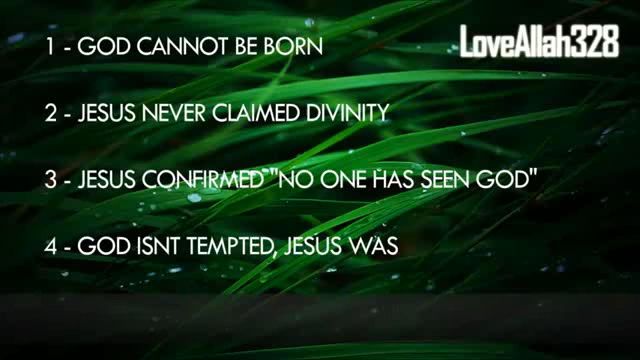 1 - GOD CANNOT BE BORN
LoveAllah328
2 - JESUS NEVER CLAIMED DIVINITY
3 - JESUS CONFIRMED "NO ONE HAS SEEN GOD"
4 - GOD ISNT TEMPTED, JESUS WAS